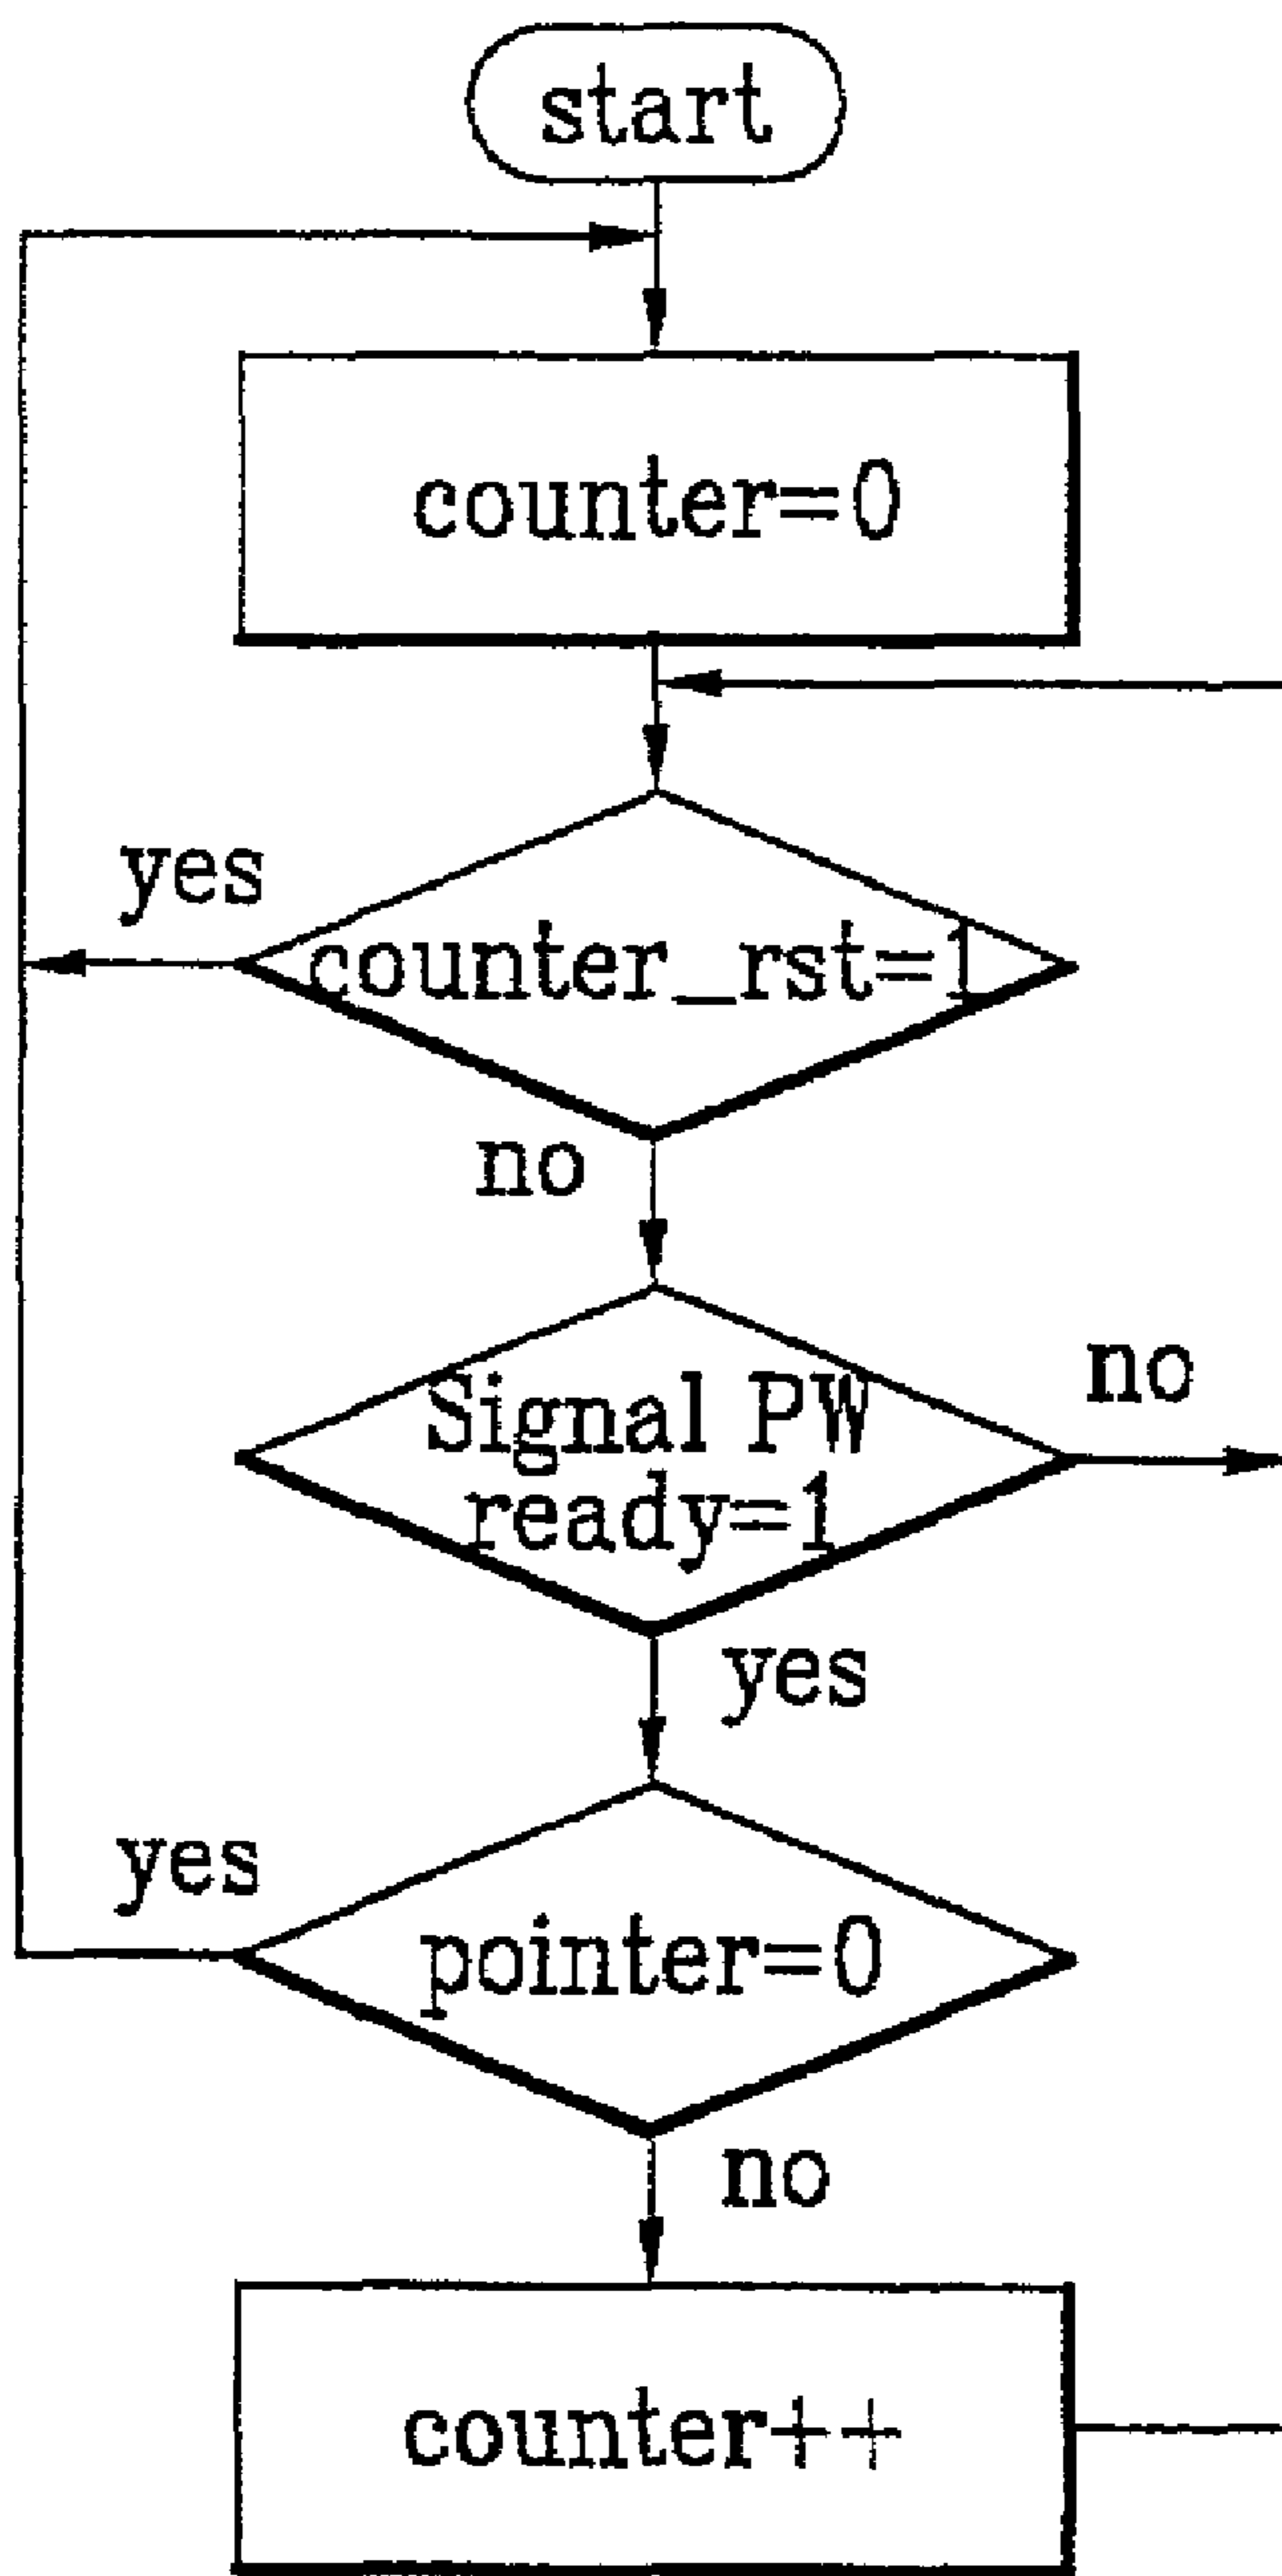 start
counter=0
yes
counter_rst=1
no
Signal PW
ready=1
no
yes
yes
pointer=0
no
counter++